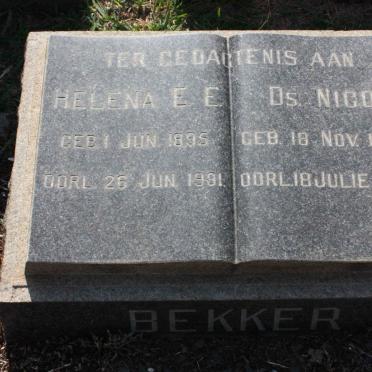 TER GEDAGTENIS AAN
HELENA E E DS. NICO
GEB 1 JUN 1895 GEB. 18 NOV.
OORL 26 JUN 1991 OORL 18 JULIE
BEKKER